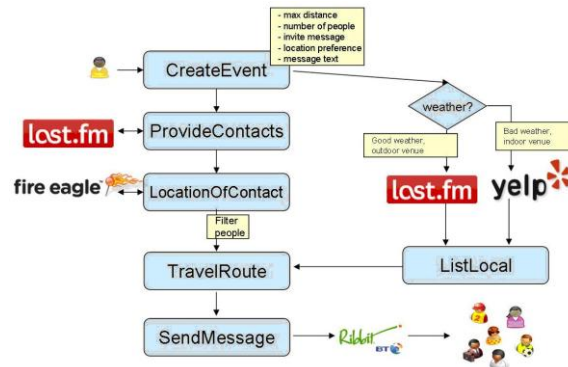 - max distance
- number of people
- invite message
- location preference
- message text
CreateEvent
weather?
last.fm
ProvideContacts
Good weather,
outdoor venue
Bad weather,
indoor venue
fire eagle
LocationOfContact
last.fm
yelp
Filter
people
TravelRoute
ListLocal
SendMessage
Ribbit
BT